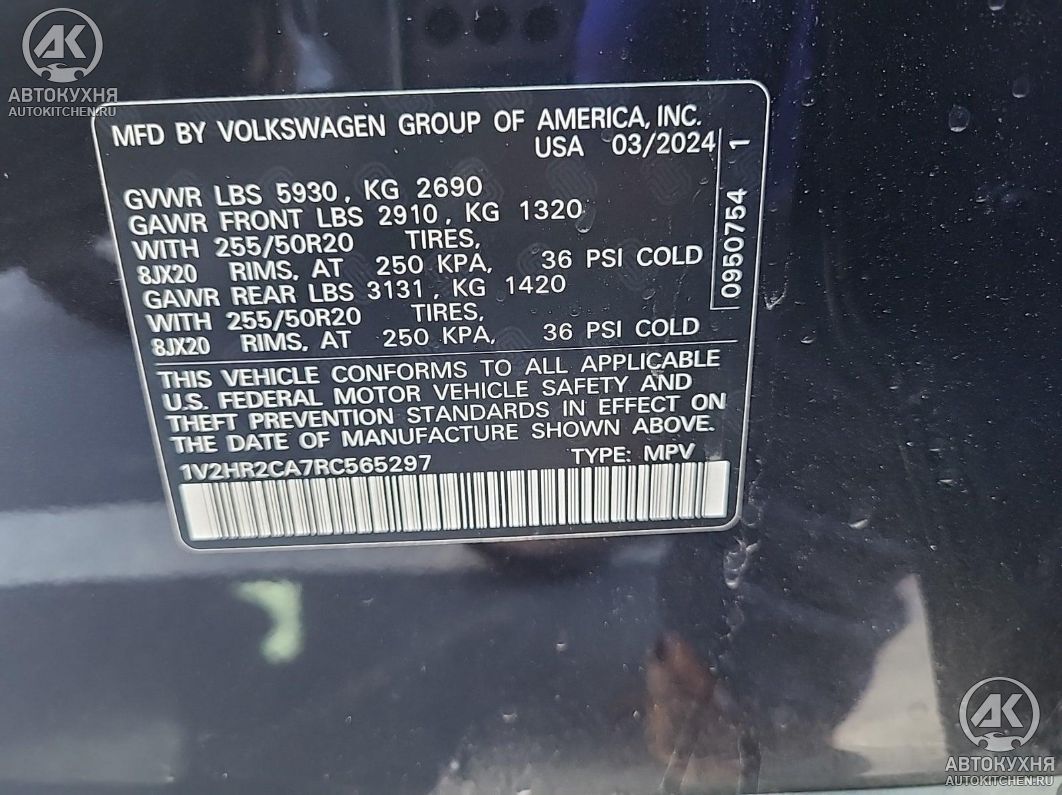 АК
АВТОКУХНЯ
AUTOKITCHEN.RU
MFD BY VOLKSWAGEN GROUP OF AMERICA, INC.
USA 03/2024
GVWR LBS 5930, KG 2690
GAWR FRONT LBS 2910, KG 1320
WITH 255/50R20 TIRES,
8JX20 RIMS, AT 250 KPA, 36 PSI COLD
GAWR REAR LBS 3131, KG 1420
WITH 255/50R20 TIRES,
8JX20 RIMS, AT 250 KPA, 36 PSI COLD
0950754 1
THIS VEHICLE CONFORMS TO ALL APPLICABLE
U.S. FEDERAL MOTOR VEHICLE SAFETY AND
THEFT PREVENTION STANDARDS IN EFFECT ON
THE DATE OF MANUFACTURE SHOWN ABOVE.
1V2HR2CA7RC565297 TYPE: MPV
АК
АВТОКУХНЯ
AUTOKITCHEN.RU